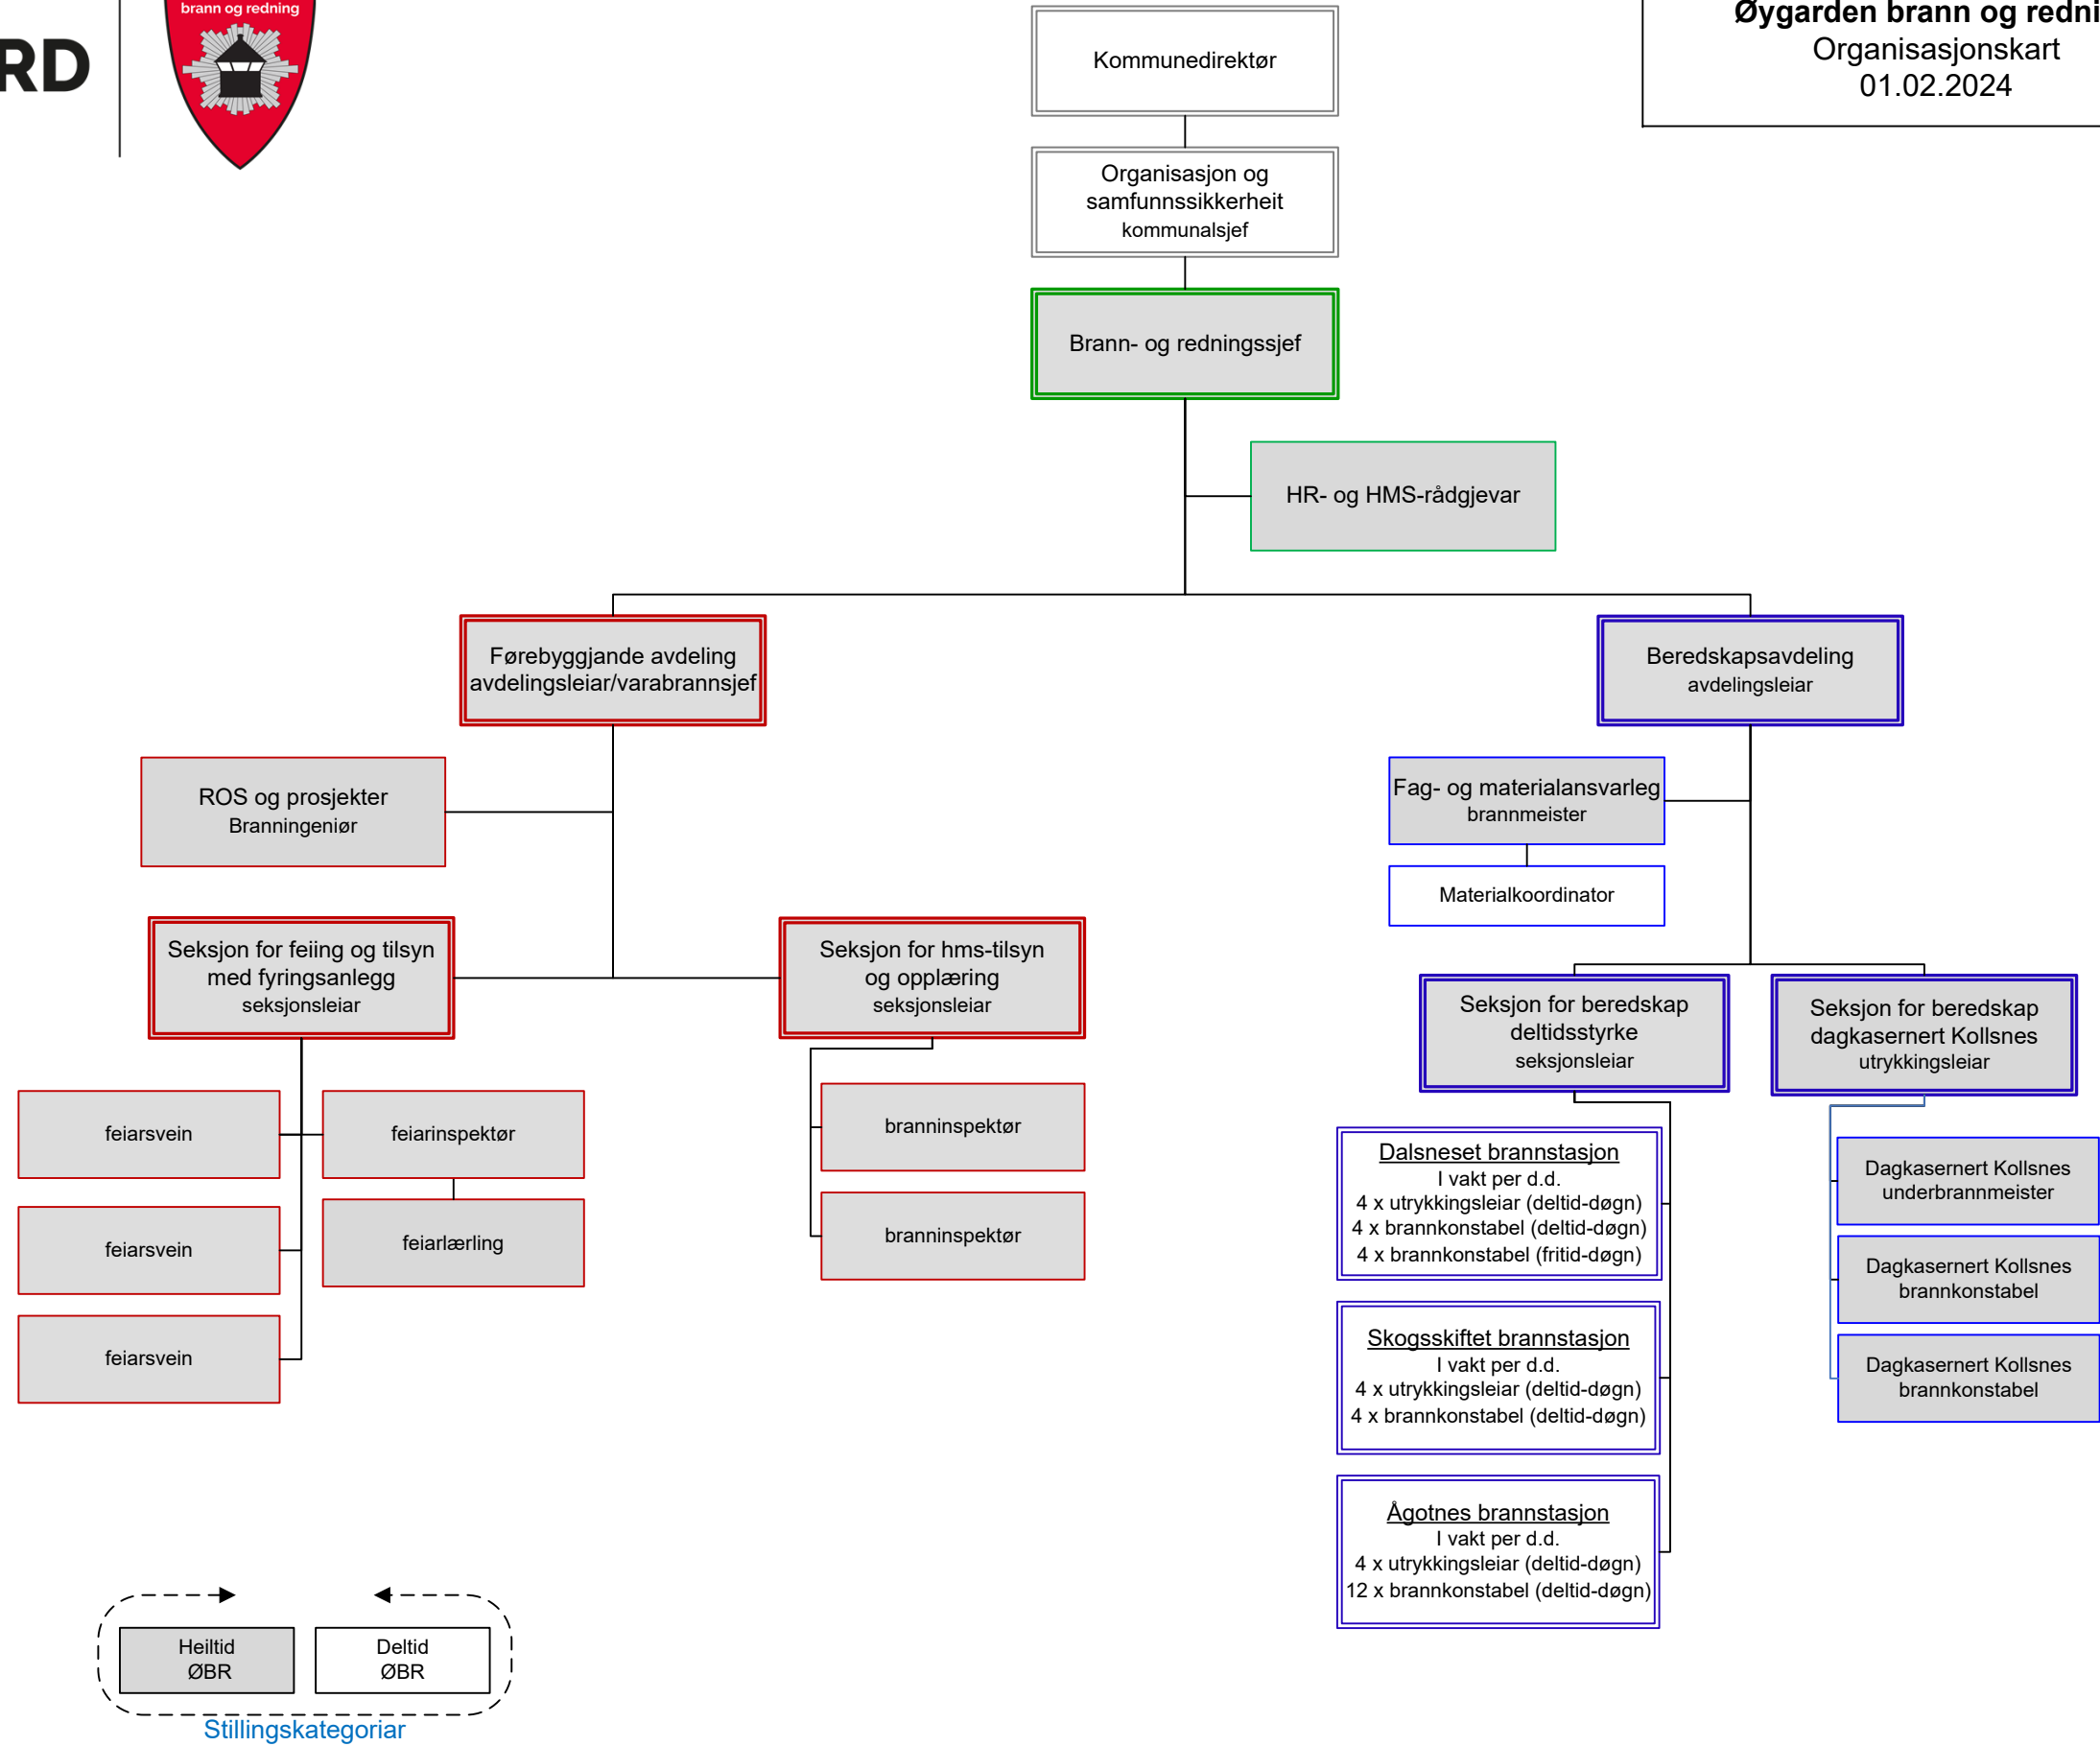 brann og redning
RD
Øygarden brann og redni
Organisasjonskart
01.02.2024
Kommunedirektør
Organisasjon og
samfunnssikkerheit
kommunalsjef
Brann- og redningssjef
HR- og HMS-rådgjevar
Førebyggjande avdeling
avdelingsleiar/varabrannsjef
Beredskapsavdeling
avdelingsleiar
ROS og prosjekter
Branningeniør
Fag- og materialansvarleg
brannmeister
Materialkoordinator
Seksjon for feiing og tilsyn
med fyringsanlegg
seksjonsleiar
Seksjon for hms-tilsyn
og opplæring
seksjonsleiar
Seksjon for beredskap
deltidsstyrke
seksjonsleiar
Seksjon for beredskap
dagkasernert Kollsnes
utrykkingsleiar
feiarsvein
feiarinspektør
feiarsvein
feiarlærling
feiarsvein
branninspektør
branninspektør
Dalsneset brannstasjon
I vakt per d.d.
4 x utrykkingsleiar (deltid-døgn)
4 x brannkonstabel (deltid-døgn)
4 x brannkonstabel (fritid-døgn)
Skogsskiftet brannstasjon
I vakt per d.d.
4 x utrykkingsleiar (deltid-døgn)
4 x brannkonstabel (deltid-døgn)
Ågotnes brannstasjon
I vakt per d.d.
4 x utrykkingsleiar (deltid-døgn)
12 x brannkonstabel (deltid-døgn)
Dagkasernert Kollsnes
underbrannmeister
Dagkasernert Kollsnes
brannkonstabel
Dagkasernert Kollsnes
brannkonstabel
Heiltid
ØBR
Deltid
ØBR
Stillingskategoriar